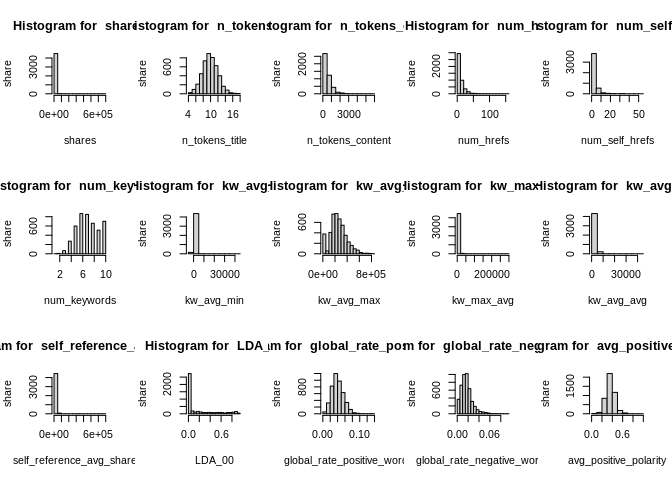 Histogram for share
istogram for n_tokens
togram for n_tokens_
Histogram for num_h
stogram for num_self
share
0 3000
0e+00 6e+05
shares
share
0 600
4 10 16
n_tokens_title
share
0 2000
0 3000
n_tokens_content
share
0 2000
0 100
num_hrefs
share
0 3000
0 20 50
num_self_hrefs
stogram for num_key
Histogram for kw_avg
Histogram for kw_avg
Histogram for kw_max
istogram for kw_avg
share
0 600
2 6 10
num_keywords
share
0 3000
0 30000
kw_avg_min
share
0 600
0e+00 8e+05
kw_avg_max
share
0 3000
0 200000
kw_max_avg
share
0 3000
0 30000
kw_avg_avg
am for self_reference_
Histogram for LDA_
m for global_rate_pos
m for global_rate_neg
gram for avg_positive
share
0 3000
0e+00 6e+05
self_reference_avg_share
share
0 2000
0.0 0.6
LDA_00
share
0 800
0.00 0.10
global_rate_positive_word
share
0 600
0.00 0.06
global_rate_negative_wor
share
0 1500
0.0 0.6
avg_positive_polarity